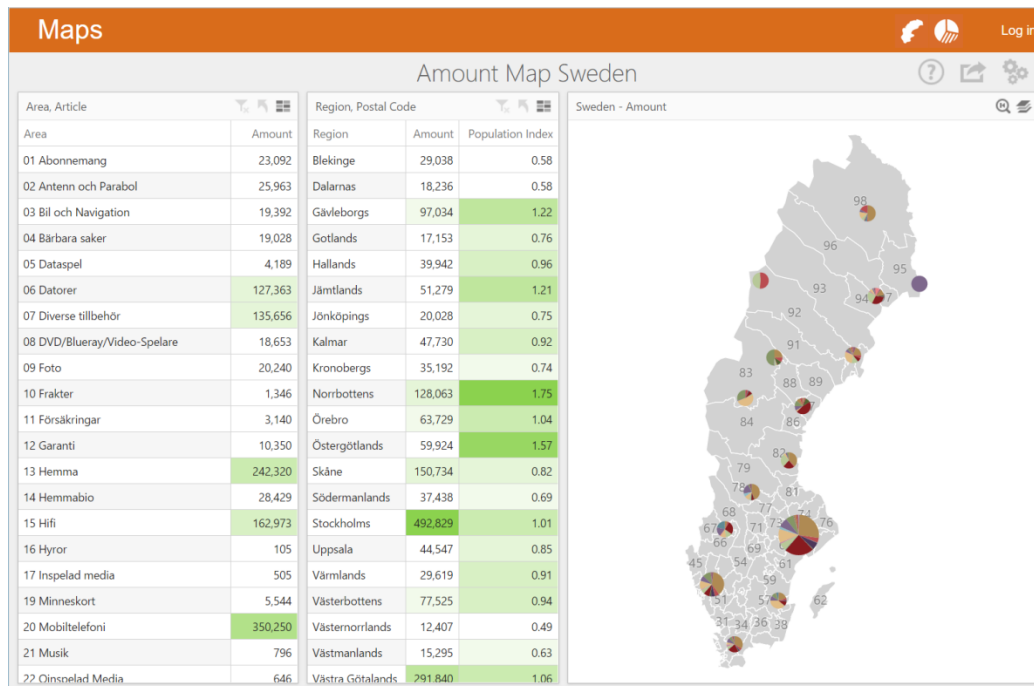 Maps
Log in
Amount Map Sweden
Area, Article
Area Amount
01 Abonnemang 23,092
02 Antenn och Parabol 25,963
03 Bil och Navigation 19,392
04 Bärbara saker 19,028
05 Dataspel 4,189
06 Datorer 127,363
07 Diverse tillbehör 135,656
08 DVD/Blueray/Video-Spelare 18,653
09 Foto 20,240
10 Frakter 1,346
11 Försäkringar 3,140
12 Garanti 10,350
13 Hemma 242,320
14 Hemmabio 28,429
15 Hifi 162,973
16 Hyror 105
17 Inspelad media 505
19 Minneskort 5,544
20 Mobiltelefoni 350,250
21 Musik 796
22 Oinspelad Media 646
Region, Postal Code
Region Amount Population Index
Blekinge 29,038 0.58
Dalarnas 18,236 0.58
Gävleborgs 97,034 1.22
Gotlands 17,153 0.76
Hallands 39,942 0.96
Jämtlands 51,279 1.21
Jönköpings 20,028 0.75
Kalmar 47,730 0.92
Kronobergs 35,192 0.74
Norrbottens 128,063 1.75
Örebro 63,729 1.04
Östergötlands 59,924 1.57
Skåne 150,734 0.82
Södermanlands 37,438 0.69
Stockholms 492,829 1.01
Uppsala 44,547 0.85
Värmlands 29,619 0.91
Västerbottens 77,525 0.94
Västernorrlands 12,407 0.49
Västmanlands 15,295 0.63
Västra Götalands 291,840 1.06
Sweden - Amount
98
96
95
93
94
92
91
83
88 89
84 86
82
79
78 81
77 74
68 76
67 71 73
66 69
54 61
45
59
51 57 62
31 34 36 38